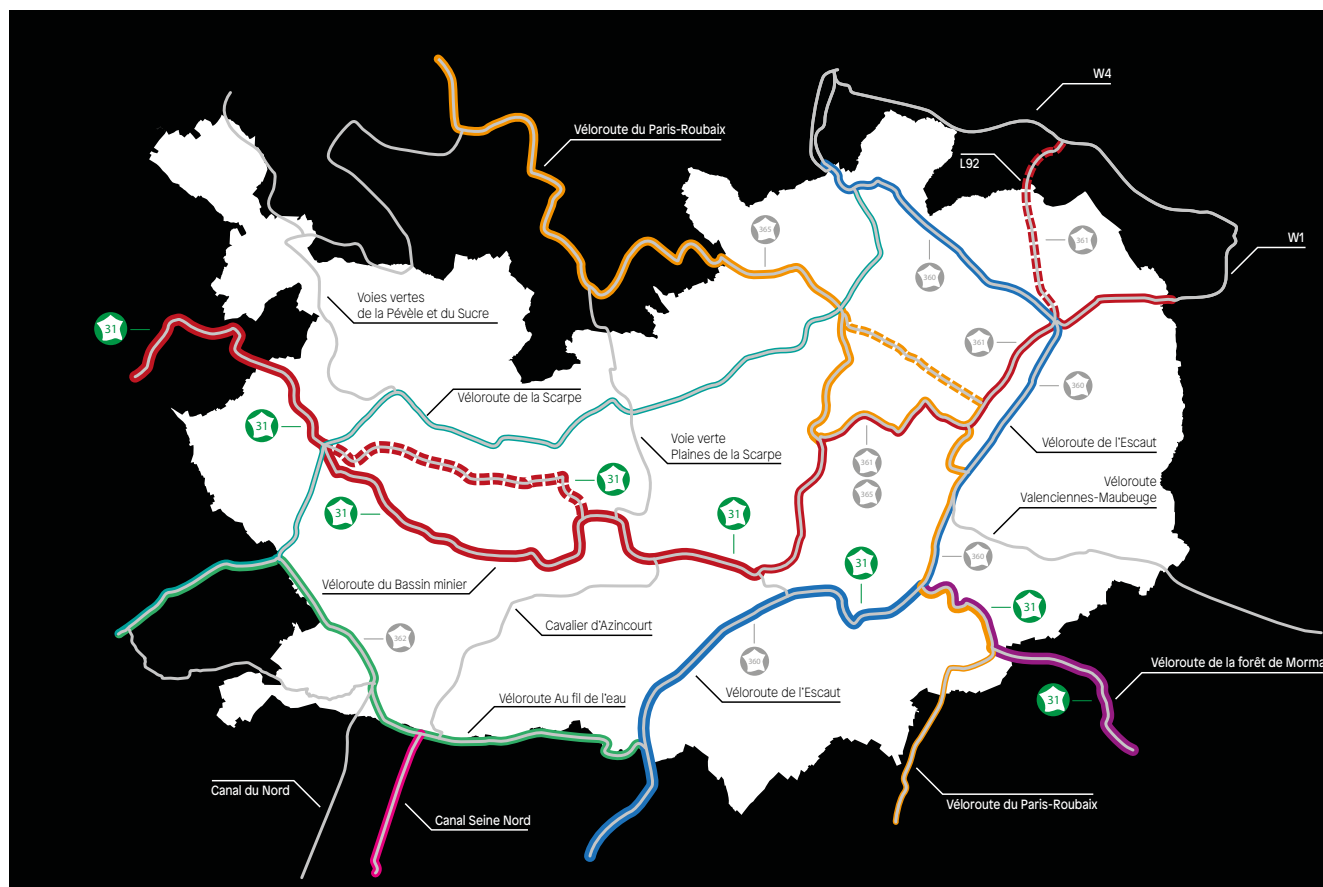 W4
Véloroute du Paris-Roubaix
L92
365
361
W1
360
Voies vertes
de la Pévèle et du Sucre
31
361
360
Véloroute de la Scarpe
31
Voie verte
Plaines de la Scarpe
Véloroute de l'Escaut
361
31
Véloroute
Valenciennes-Maubeuge
365
31
31
360
31
Véloroute du Bassin minier
31
Cavalier d'Azincourt
362
360
Véloroute de la forêt de Morma
Véloroute de l'Escaut
Véloroute Au fil de l'eau
31
Canal du Nord
Véloroute du Paris-Roubaix
Canal Seine Nord